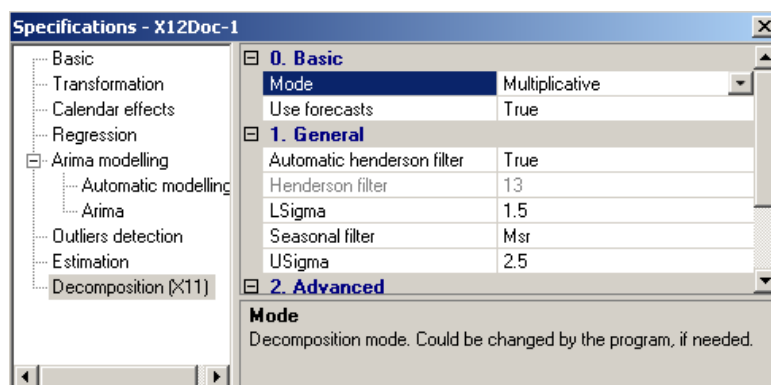 Specifications - X12Doc-1
Basic
Transformation
Calendar effects
Regression
Arima modelling
Automatic modelling
Arima
Outliers detection
Estimation
Decomposition (X11)
0. Basic
Mode Multiplicative
Use forecasts True
1. General
Automatic henderson filter True
Henderson filter 13
LSigma 1.5
Seasonal filter Msr
USigma 2.5
2. Advanced
Mode
Decomposition mode. Could be changed by the program, if needed.